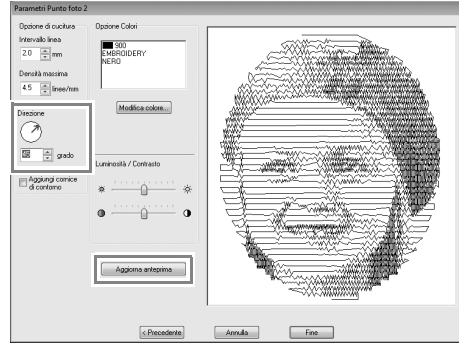 Parametri Punto foto 2
Opzione di cucitura
Intervallo linea
2.0 mm
Densità massima
4.5 linee/mm
Direzione
45 grado
Aggiungi cornice
di contorno
Opzione Colori
900
EMBROIDERY
NERO
Modifica colore...
Luminosità / Contrasto
Aggiorna anteprima
< Precedente
Annulla
Fine